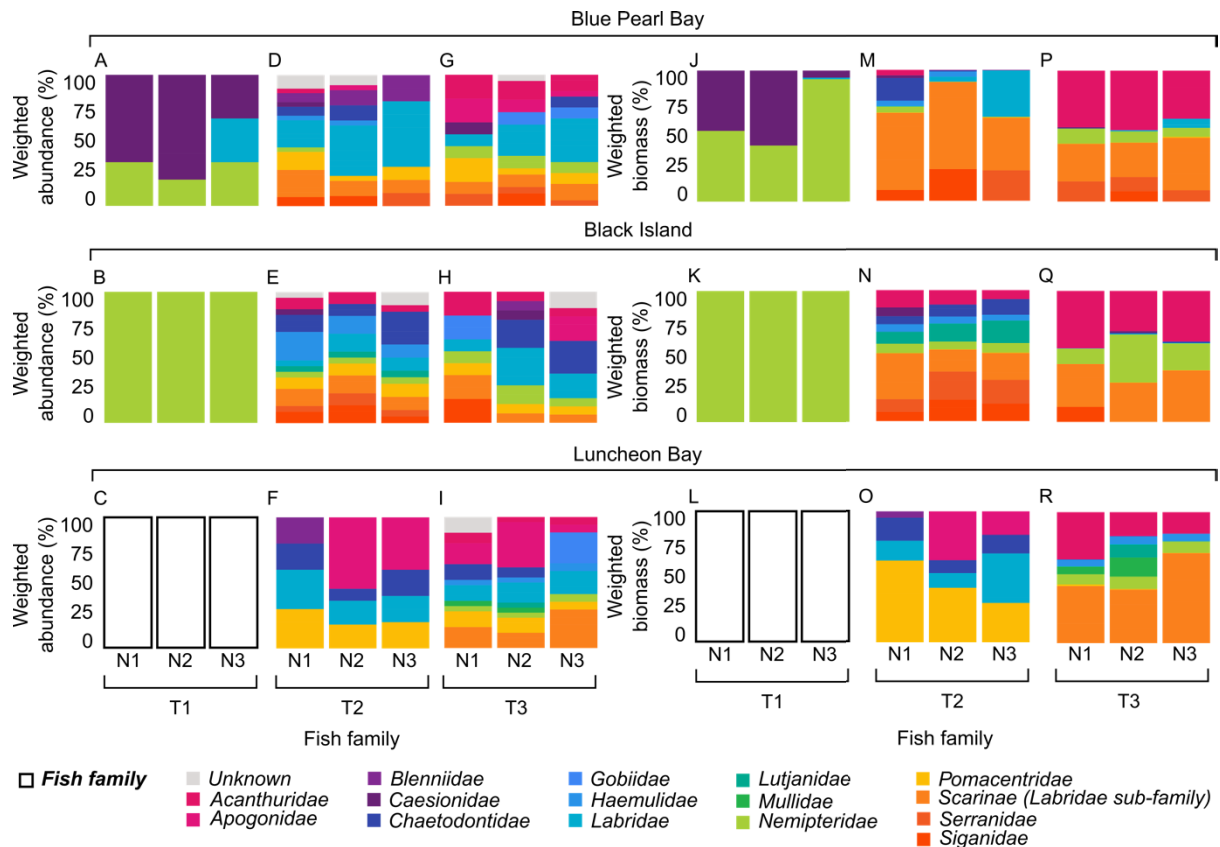 Blue Pearl Bay
A D G J M P
Weighted abundance (%)
100
75
50
25
0
Weighted biomass (%)
100
75
50
25
0
Black Island
B E H K N Q
Weighted abundance (%)
100
75
50
25
0
Weighted biomass (%)
100
75
50
25
0
Luncheon Bay
C F I L O R
Weighted abundance (%)
100
75
50
25
0
Weighted biomass (%)
100
75
50
25
0
N1 N2 N3 N1 N2 N3 N1 N2 N3 N1 N2 N3 N1 N2 N3 N1 N2 N3
T1 T2 T3 T1 T2 T3
Fish family Fish family
Fish family
Unknown
Acanthuridae
Apogonidae
Blenniidae
Caesionidae
Chaetodontidae
Gobiidae
Haemulidae
Labridae
Lutjanidae
Mullidae
Nemipteridae
Pomacentridae
Scarinae (Labridae sub-family)
Serranidae
Siganidae